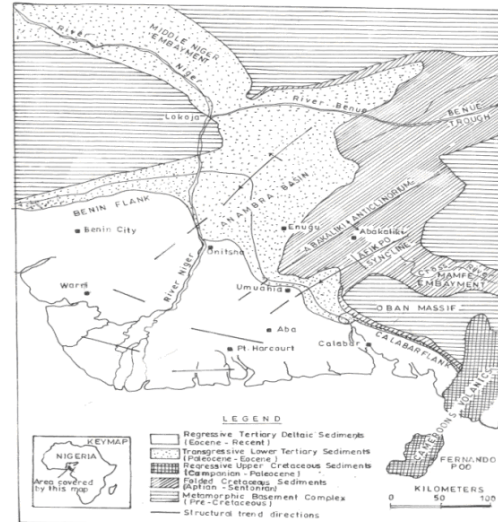 MIDDLE NIGER
EMBAYMENT
River
Niger
River Benue
Lokoja
BENUE
TROUGH
BENIN FLANK
ANAMBRA BASIN
Benin City
Enugu
ABAKALIKI ANTICLINORIUM
Abakaliki
Onitsha
AFIKPO
SYNCLINE
MAMFE
EMBAYMENT
Warri
River Niger
Umuahia
OBAN MASSIF
Aba
CALABAR FLANK
Pt. Harcourt
Calabar
CAMEROONS VOLCANICS
FERNANDO
POO
LEGEND
KEYMAP
NIGERIA
Area covered
by this map
Regressive Tertiary Deltaic Sediments
(Eocene - Recent)
Transgressive Lower Tertiary Sediments
(Paleocene - Eocene)
Regressive Upper Cretaceous Sediments
(Campanian - Paleocene)
Folded Cretaceous Sediments
(Aptian - Santonian)
Metamorphic Basement Complex
(Pre-Cretaceous)
Structural trend directions
0 50 100
KILOMETERS